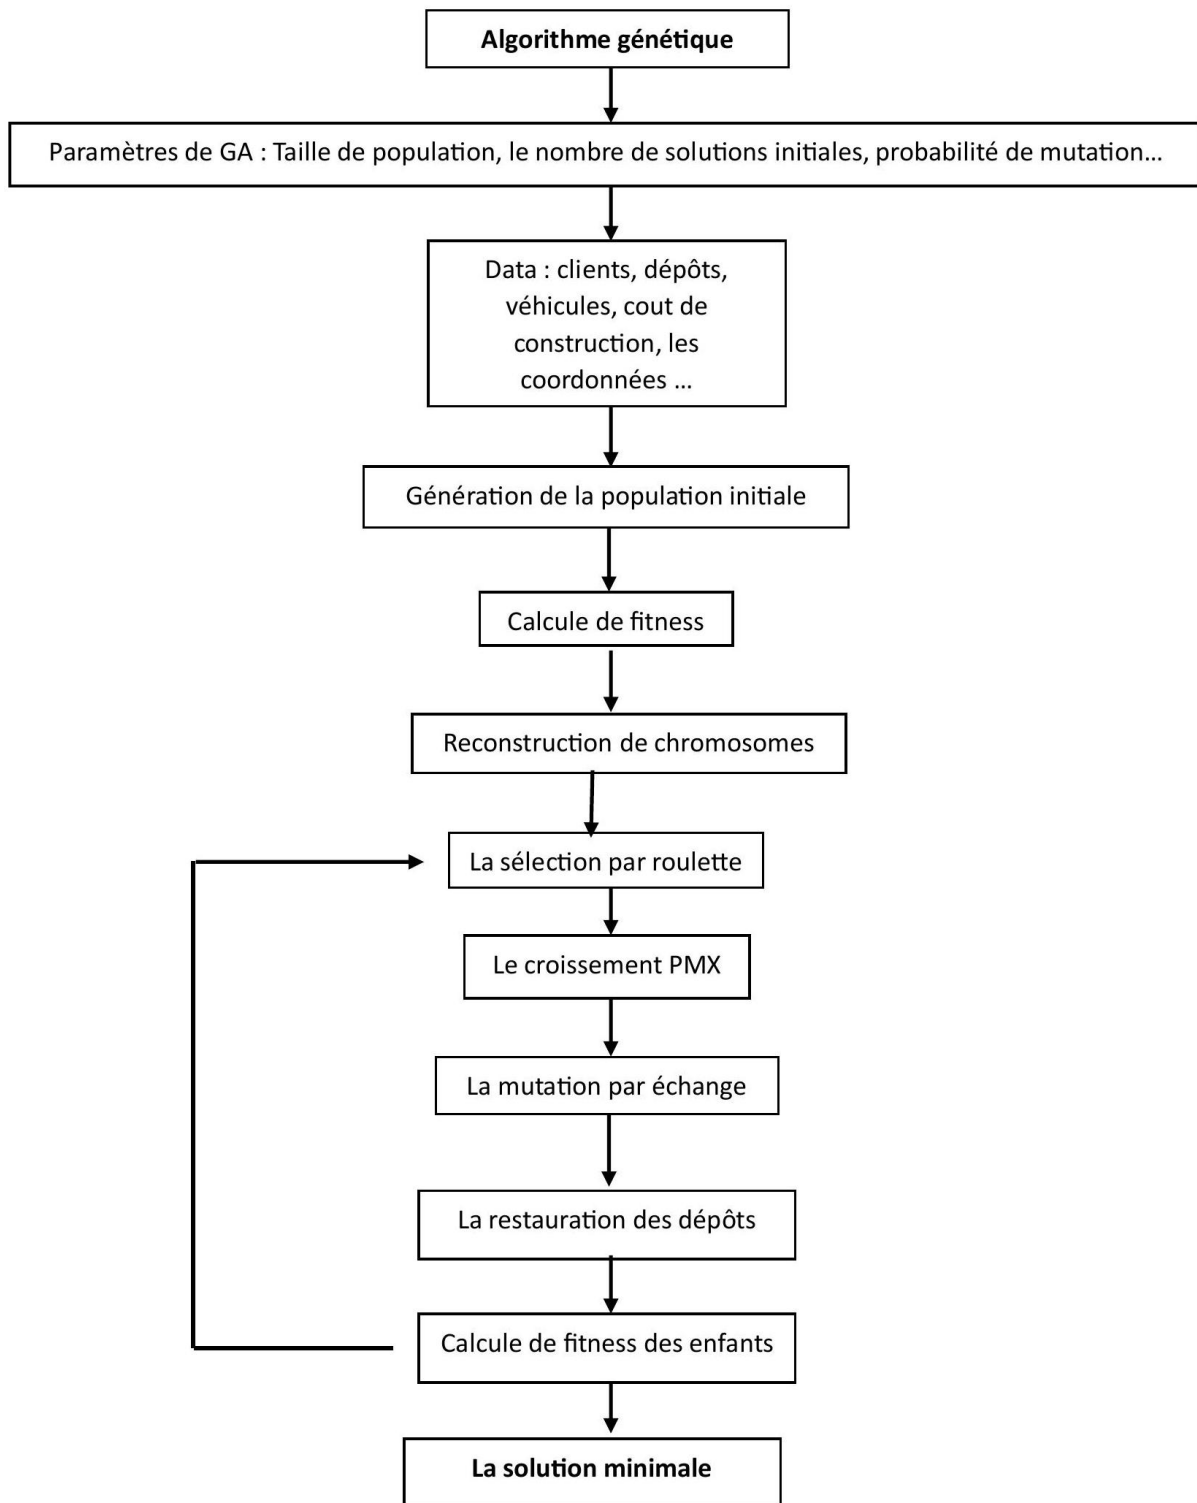 Algorithme génétique
Paramètres de GA : Taille de population, le nombre de solutions initiales, probabilité de mutation…
Data : clients, dépôts,
véhicules, cout de
construction, les
coordonnées …
Génération de la population initiale
Calcule de fitness
Reconstruction de chromosomes
La sélection par roulette
Le croissement PMX
La mutation par échange
La restauration des dépôts
Calcule de fitness des enfants
La solution minimale